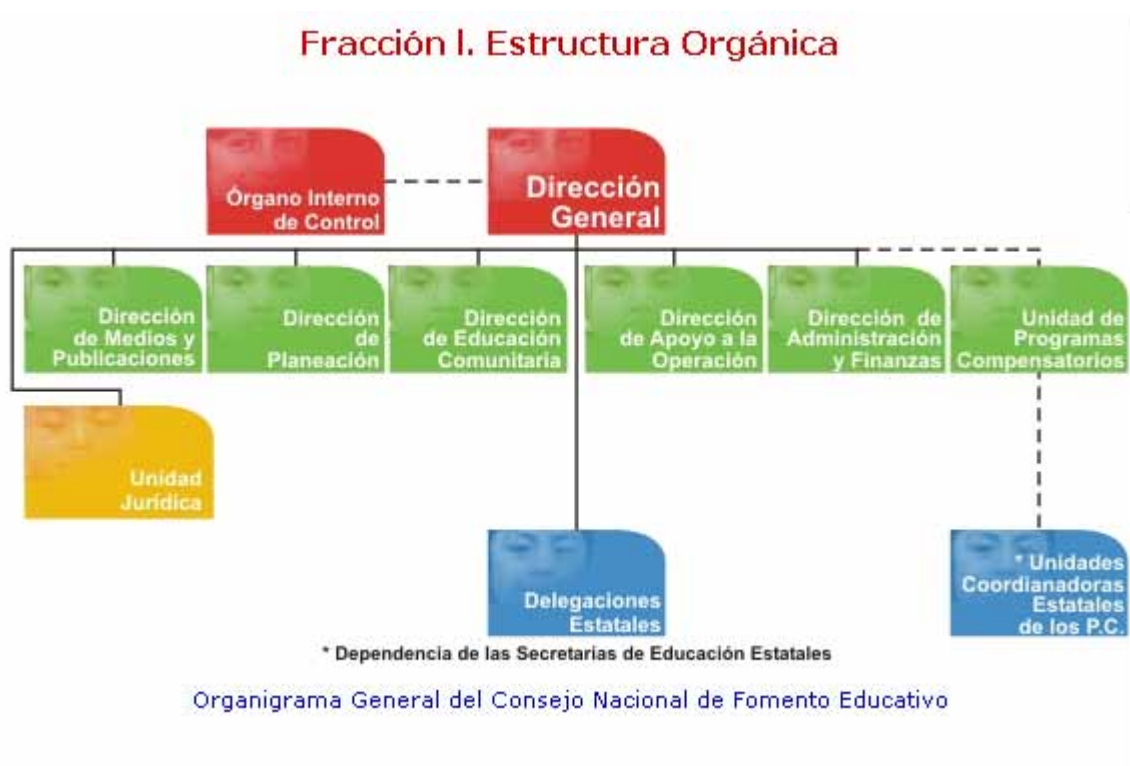 Fracción I. Estructura Orgánica
Órgano Interno
de Control
Dirección
General
Dirección
de Medios y
Publicaciones
Dirección
de
Planeación
Dirección
de Educación
Comunitaria
Dirección
de Apoyo a la
Operación
Dirección de
Administración
y Finanzas
Unidad de
Programas
Compensatorios
Unidad
Jurídica
Delegaciones
Estatales
* Unidades
Coordianadoras
Estatales
de los P.C.
* Dependencia de las Secretarias de Educación Estatales
Organigrama General del Consejo Nacional de Fomento Educativo